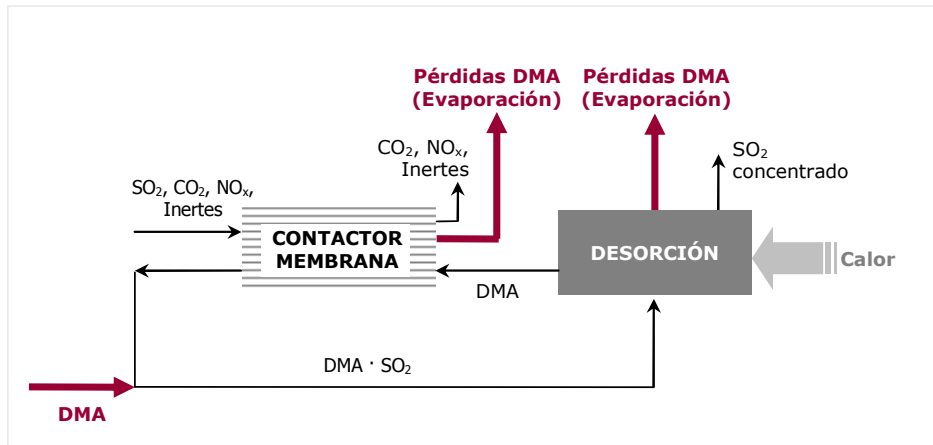 Pérdidas DMA
(Evaporación)
Pérdidas DMA
(Evaporación)
CO₂, NOₓ,
Inertes
SO₂
concentrado
SO₂, CO₂, NOₓ,
Inertes
CONTACTOR
MEMBRANA
DESORCIÓN
Calor
DMA
DMA · SO₂
DMA